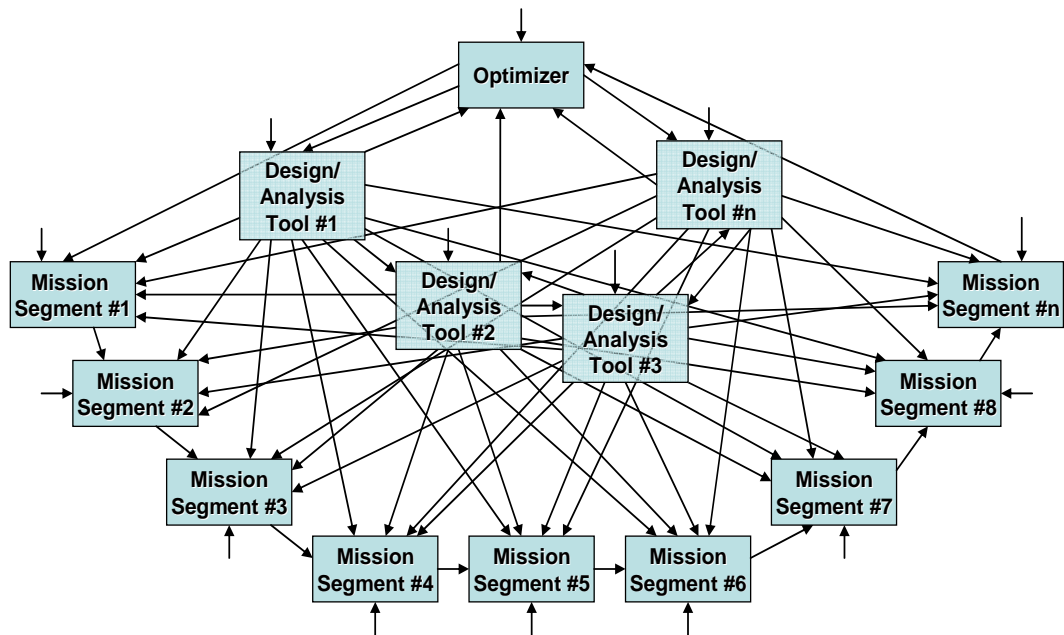 Optimizer
Design/
Analysis
Tool #1
Design/
Analysis
Tool #n
Mission
Segment #1
Design/
Analysis
Tool #2
Design/
Analysis
Tool #3
Mission
Segment #n
Mission
Segment #2
Mission
Segment #8
Mission
Segment #3
Mission
Segment #7
Mission
Segment #4
Mission
Segment #5
Mission
Segment #6